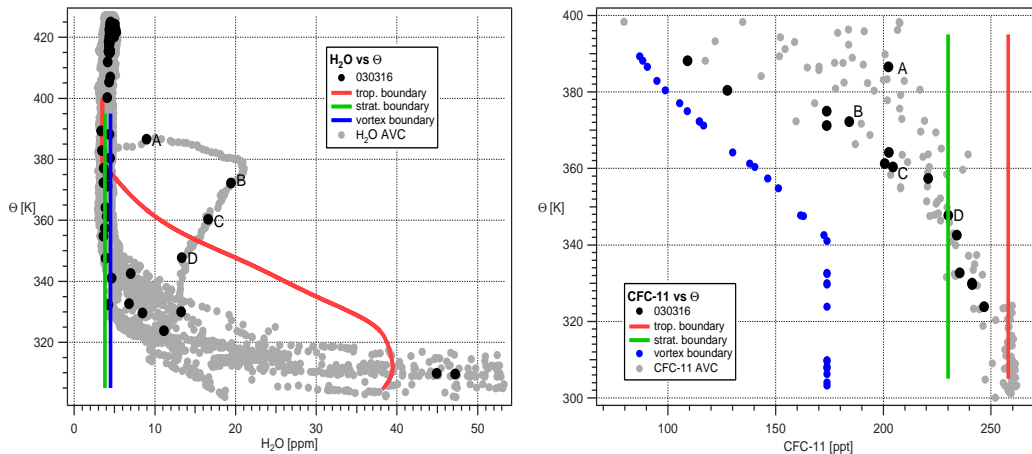 420
400
380
Θ [K]
360
340
320
0
10
20
30
40
50
H₂O [ppm]
H₂O vs Θ
030316
trop. boundary
strat. boundary
vortex boundary
H₂O AVC
A
B
C
D
400
380
Θ [K]
360
340
320
300
100
150
200
250
CFC-11 [ppt]
A
B
C
D
CFC-11 vs Θ
030316
trop. boundary
strat. boundary
vortex boundary
CFC-11 AVC